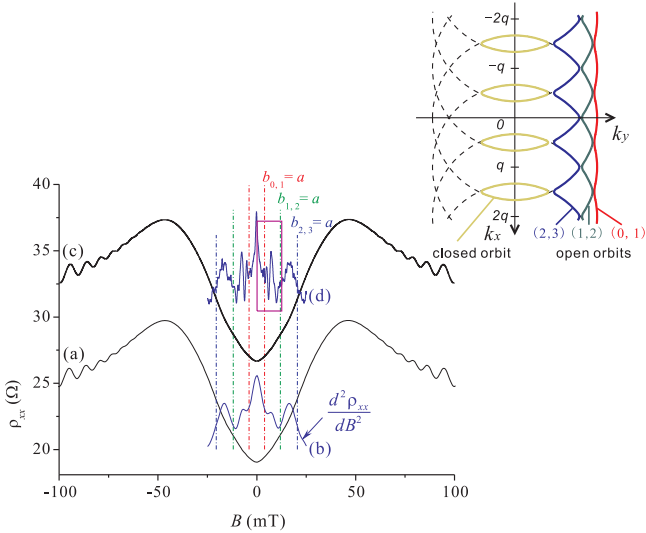 −2q
−q
0
k_y
q
2q
k_x
(2,3) (1,2) (0, 1)
closed orbit
open orbits
40
35
30
25
20
ρ_xx (Ω)
b_{0,1} = a
b_{1,2} = a
b_{2,3} = a
(c)
(d)
(a)
(b)
d²ρ_xx
dB²
-100
-50
0
50
100
B (mT)